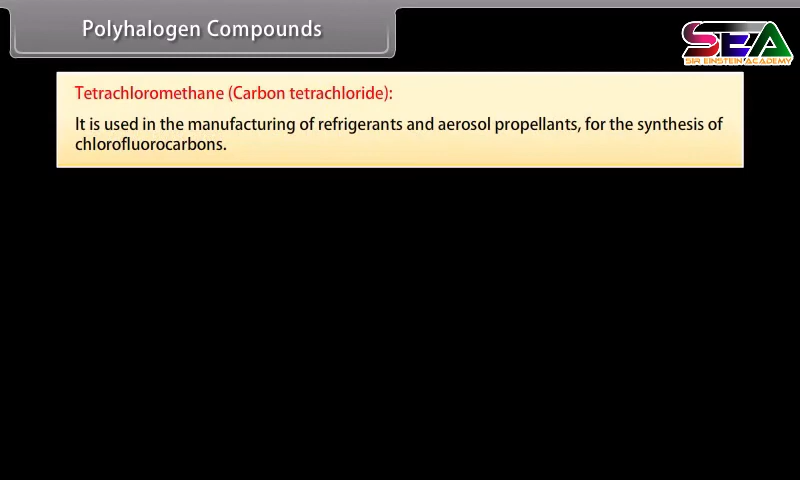 Polyhalogen Compounds
SEA
SIR EINSTEIN ACADEMY
Tetrachloromethane (Carbon tetrachloride):
It is used in the manufacturing of refrigerants and aerosol propellants, for the synthesis of
chlorofluorocarbons.